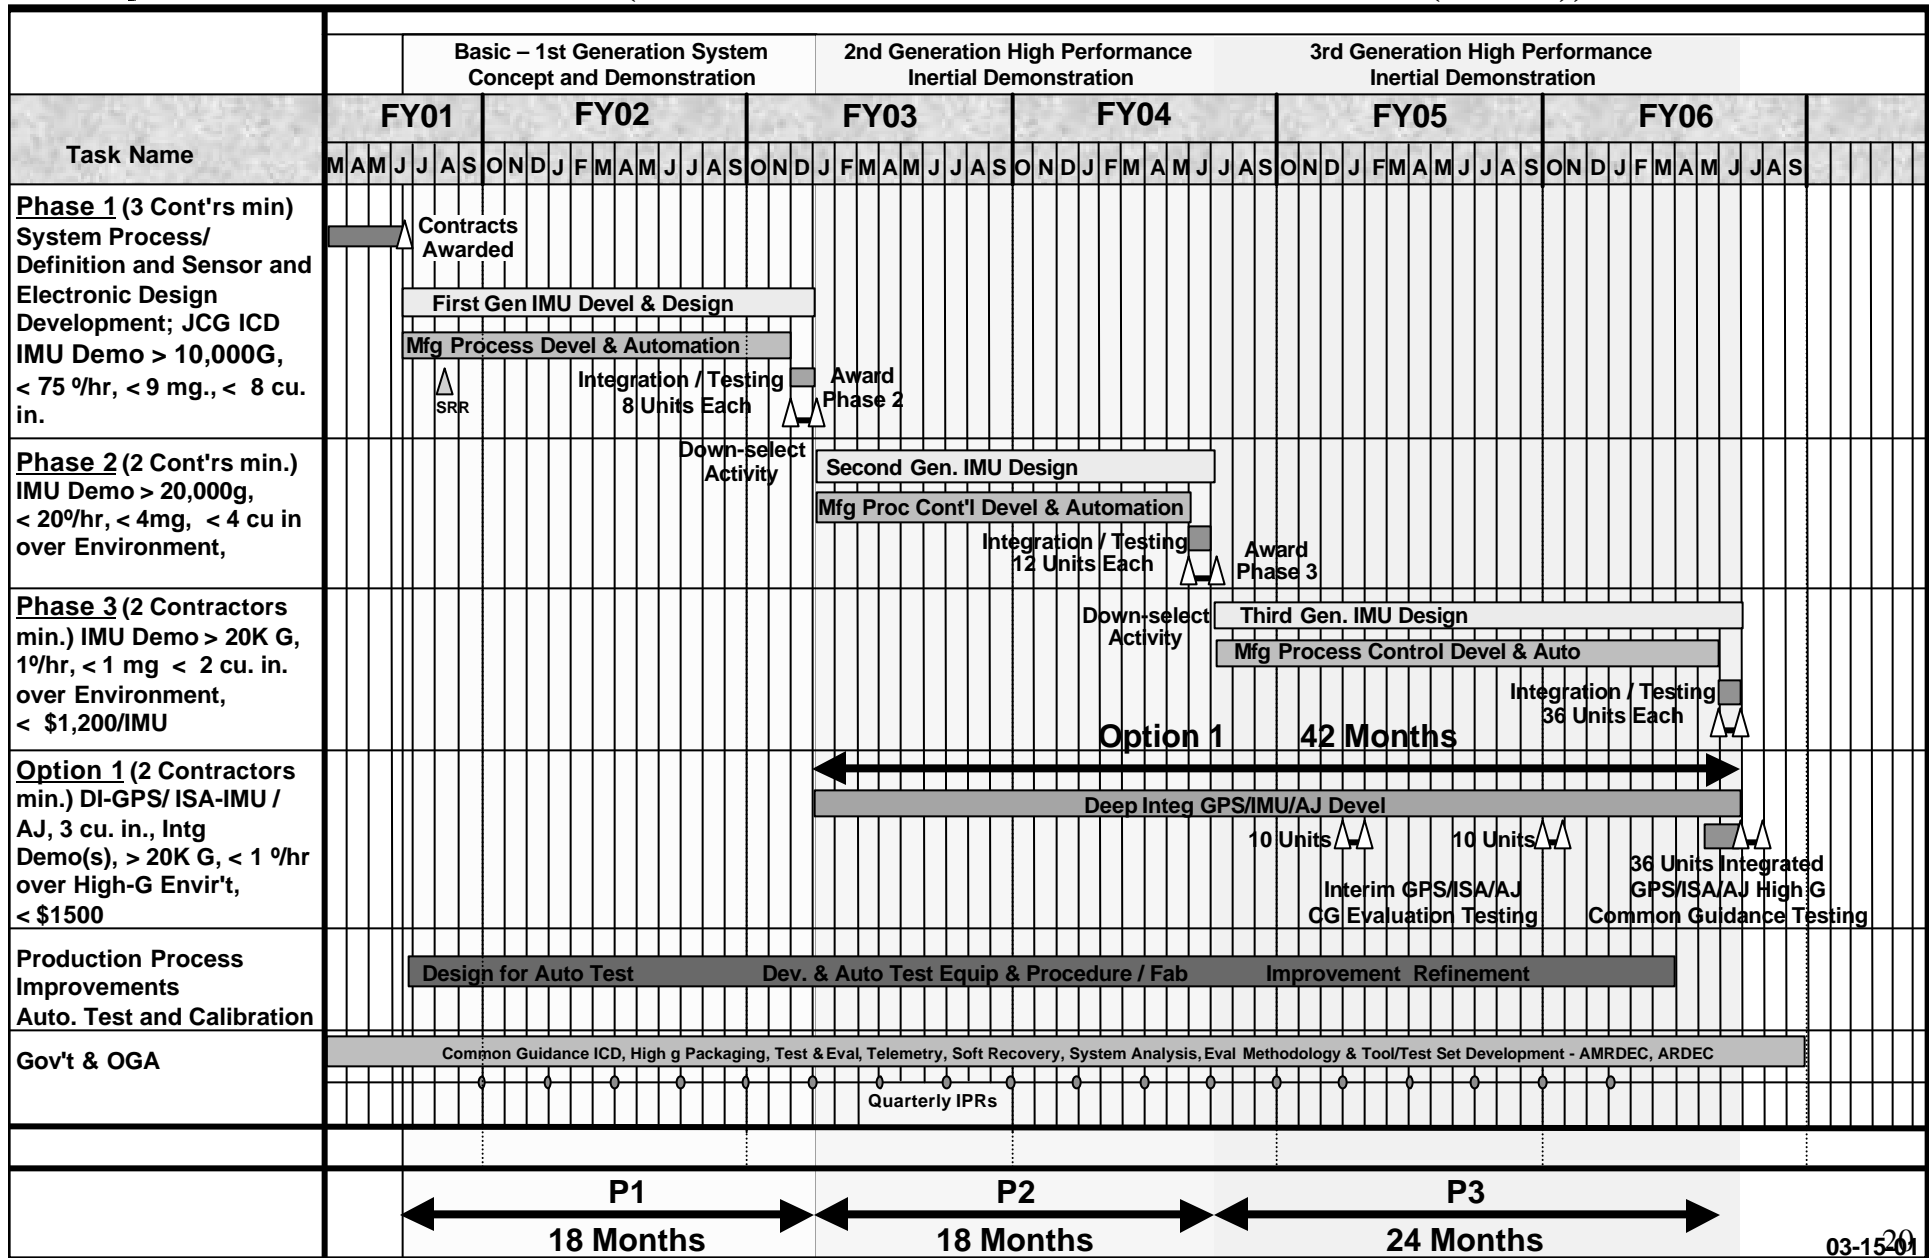 Basic – 1st Generation System
Concept and Demonstration
2nd Generation High Performance
Inertial Demonstration
3rd Generation High Performance
Inertial Demonstration
FY01 FY02 FY03 FY04 FY05 FY06
Task Name
M A M J J A S O N D J F M A M J J A S O N D J F M A M J J A S O N D J F M A M J J A S O N D J F M A M J J A S O N D J F M A M J J A S
Phase 1 (3 Cont'rs min)
System Process/
Definition and Sensor and
Electronic Design
Development; JCG ICD
IMU Demo > 10,000G,
< 75 º/hr, < 9 mg., < 8 cu.
in.
Contracts
Awarded
First Gen IMU Devel & Design
Mfg Process Devel & Automation
SRR
Integration / Testing
8 Units Each
Award
Phase 2
Down-select
Activity
Phase 2 (2 Cont'rs min.)
IMU Demo > 20,000g,
< 20º/hr, < 4mg, < 4 cu in
over Environment,
Second Gen. IMU Design
Mfg Proc Cont'l Devel & Automation
Integration / Testing
12 Units Each
Award
Phase 3
Down-select
Activity
Phase 3 (2 Contractors
min.) IMU Demo > 20K G,
1º/hr, < 1 mg < 2 cu. in.
over Environment,
< $1,200/IMU
Third Gen. IMU Design
Mfg Process Control Devel & Auto
Integration / Testing
36 Units Each
Option 1 42 Months
Option 1 (2 Contractors
min.) DI-GPS/ ISA-IMU /
AJ, 3 cu. in., Intg
Demo(s), > 20K G, < 1 º/hr
over High-G Envir't,
< $1500
Deep Integ GPS/IMU/AJ Devel
10 Units
10 Units
Interim GPS/ISA/AJ
CG Evaluation Testing
36 Units Integrated
GPS/ISA/AJ High G
Common Guidance Testing
Production Process
Improvements
Auto. Test and Calibration
Design for Auto Test Dev. & Auto Test Equip & Procedure / Fab Improvement Refinement
Gov't & OGA
Common Guidance ICD, High g Packaging, Test & Eval, Telemetry, Soft Recovery, System Analysis, Eval Methodology & Tool/Test Set Development - AMRDEC, ARDEC
Quarterly IPRs
P1 P2 P3
18 Months 18 Months 24 Months
03-15-01
20